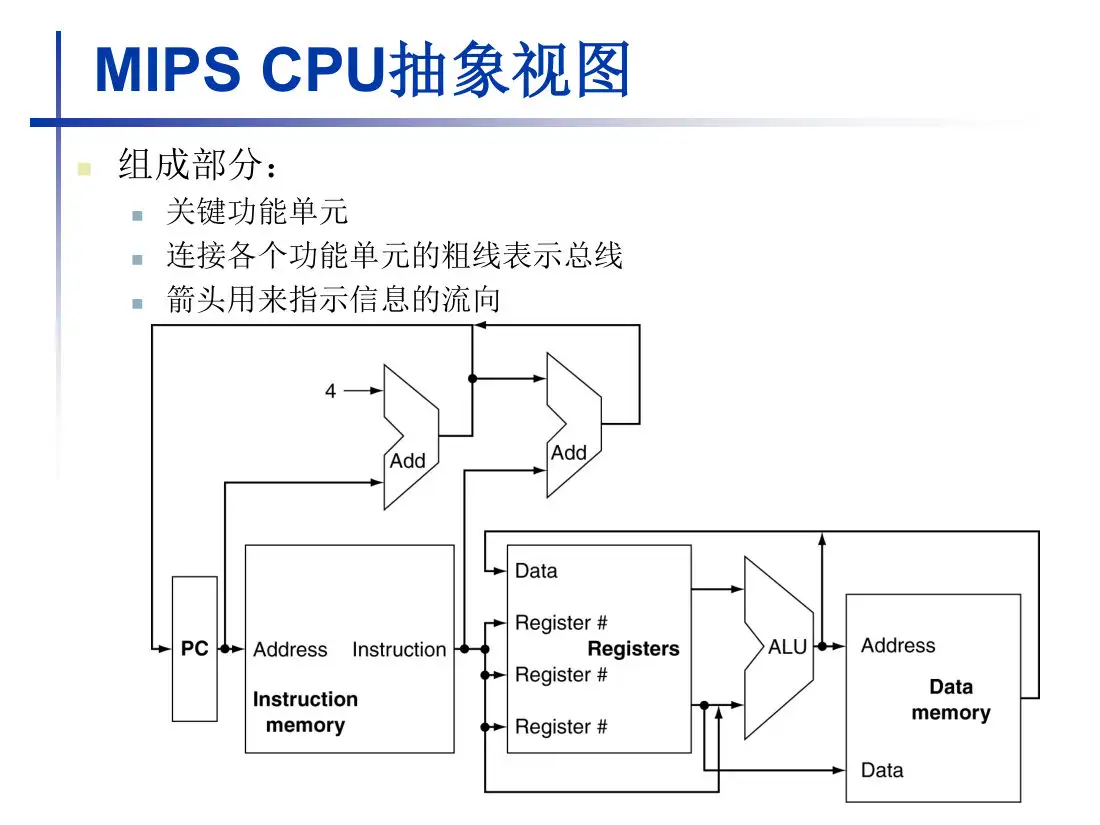 MIPS CPU抽象视图
组成部分：
关键功能单元
连接各个功能单元的粗线表示总线
箭头用来指示信息的流向
4
Add
Add
Data
Register #
PC
Address
Instruction
Registers
ALU
Address
Instruction
memory
Register #
Data
memory
Register #
Data